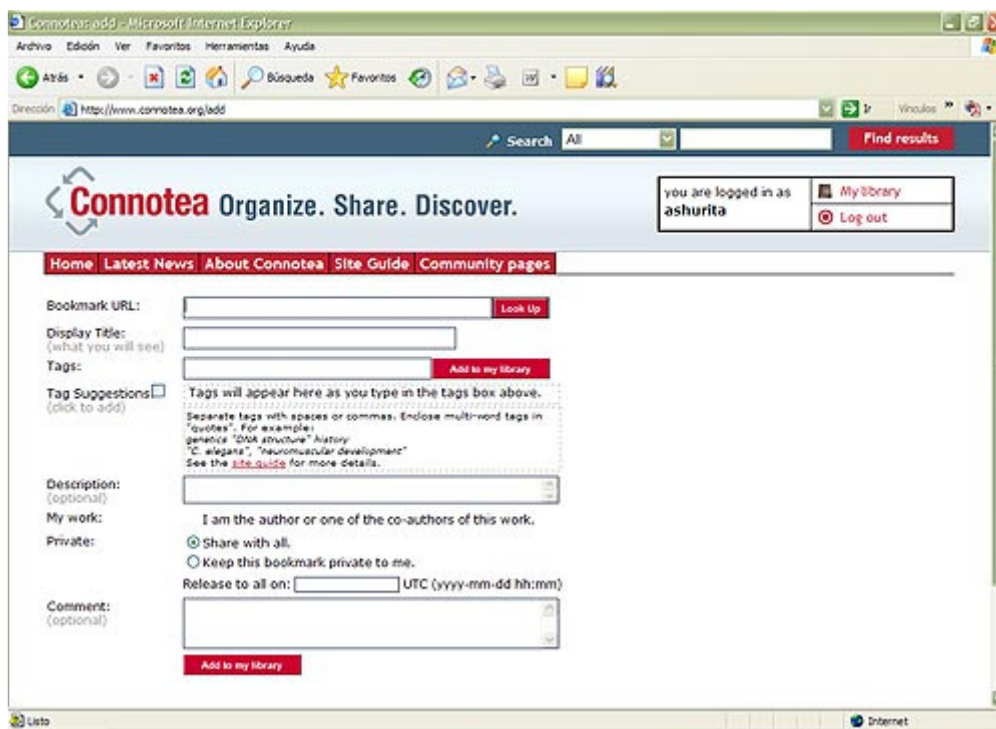 Connotea: add - Microsoft Internet Explorer
Archivo Edición Ver Favoritos Herramientas Ayuda
Atrás Búsqueda Favoritos
Dirección http://www.connotea.org/add Ir Vínculos
Search All Find results
Connotea Organize. Share. Discover.
you are logged in as
ashurita
My library
Log out
Home Latest News About Connotea Site Guide Community pages
Bookmark URL: Look Up
Display Title:
(what you will see)
Tags: Add to my library
Tag Suggestions Tags will appear here as you type in the tags box above.
(click to add)
Separate tags with spaces or commas. Enclose multi-word tags in
"quotes". For example:
genetics "DNA structure" history
"C. elegans", "neuromuscular development"
See the site guide for more details.
Description:
(optional)
My work: I am the author or one of the co-authors of this work.
Private: Share with all.
Keep this bookmark private to me.
Release to all on: UTC (yyyy-mm-dd hh:mm)
Comment:
(optional)
Add to my library
Listo Internet